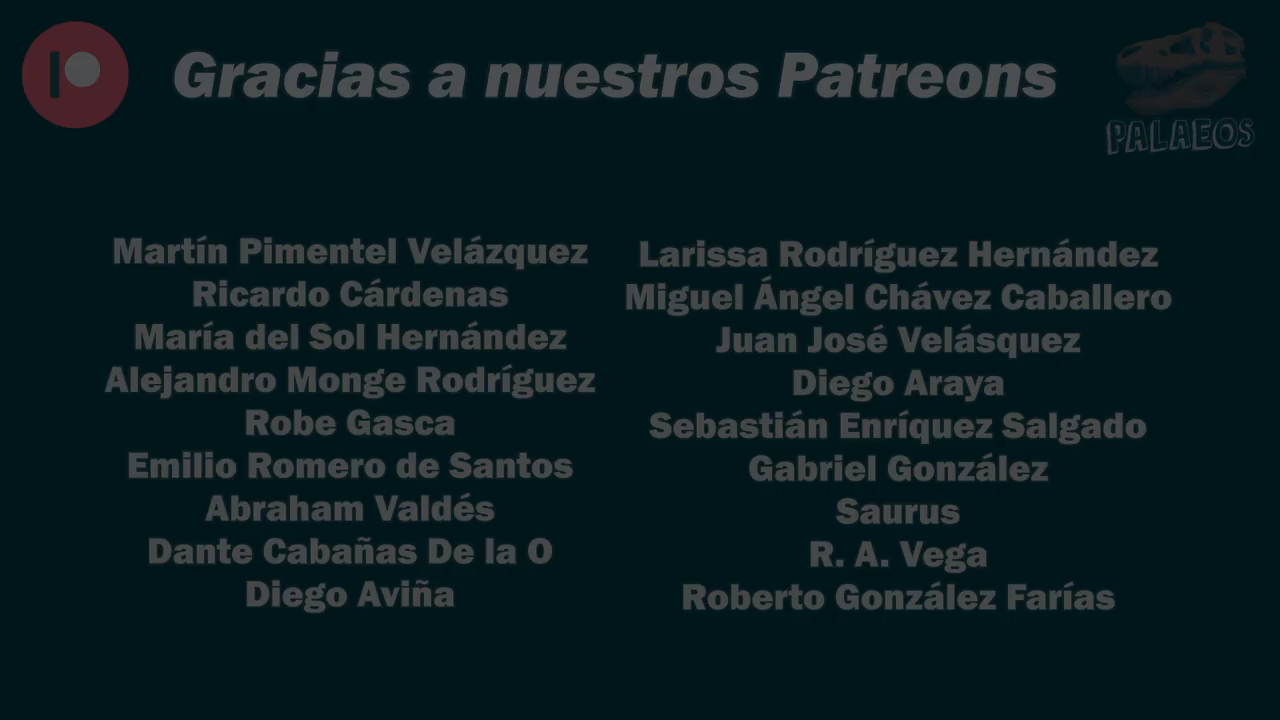 Gracias a nuestros Patreons
PALAEOS
Martín Pimentel Velázquez
Ricardo Cárdenas
María del Sol Hernández
Alejandro Monge Rodríguez
Robe Gasca
Emilio Romero de Santos
Abraham Valdés
Dante Cabañas De la O
Diego Aviña
Larissa Rodríguez Hernández
Miguel Ángel Chávez Caballero
Juan José Velásquez
Diego Araya
Sebastián Enríquez Salgado
Gabriel González
Saurus
R. A. Vega
Roberto González Farías